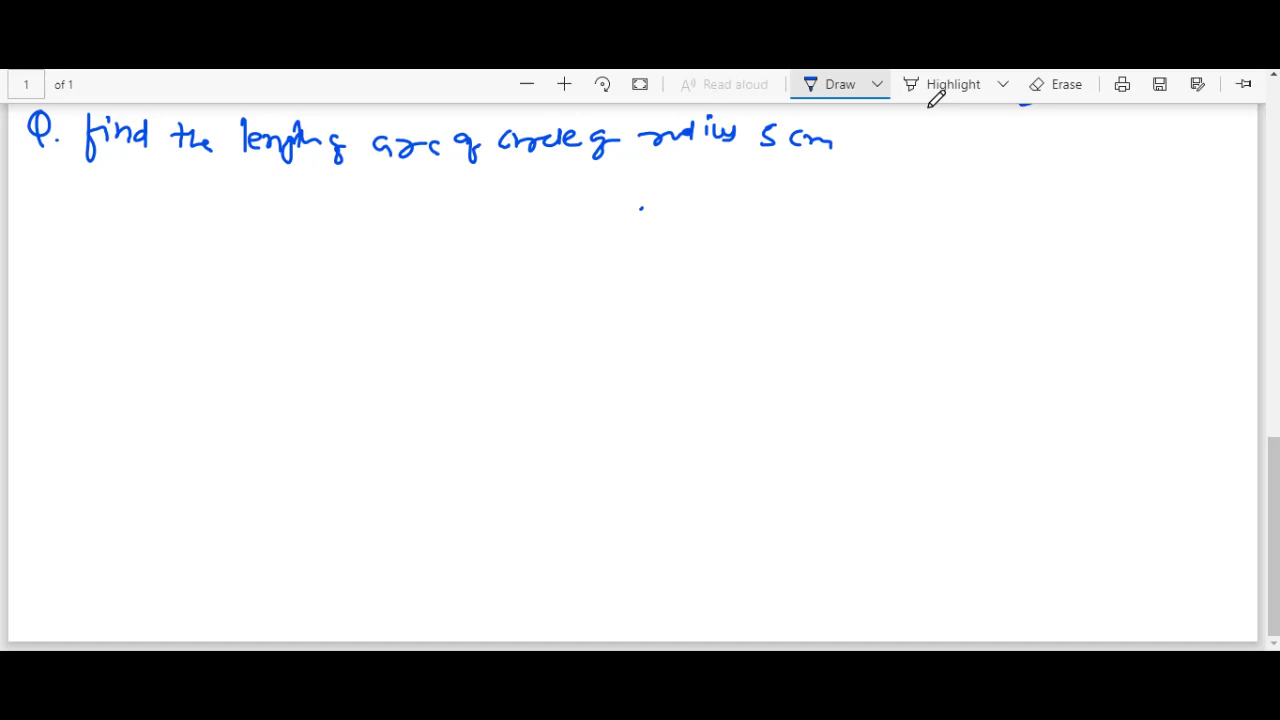 1 of 1 Read aloud Draw Highlight Erase
Q. find the length of arc of circle of radius 5 cm